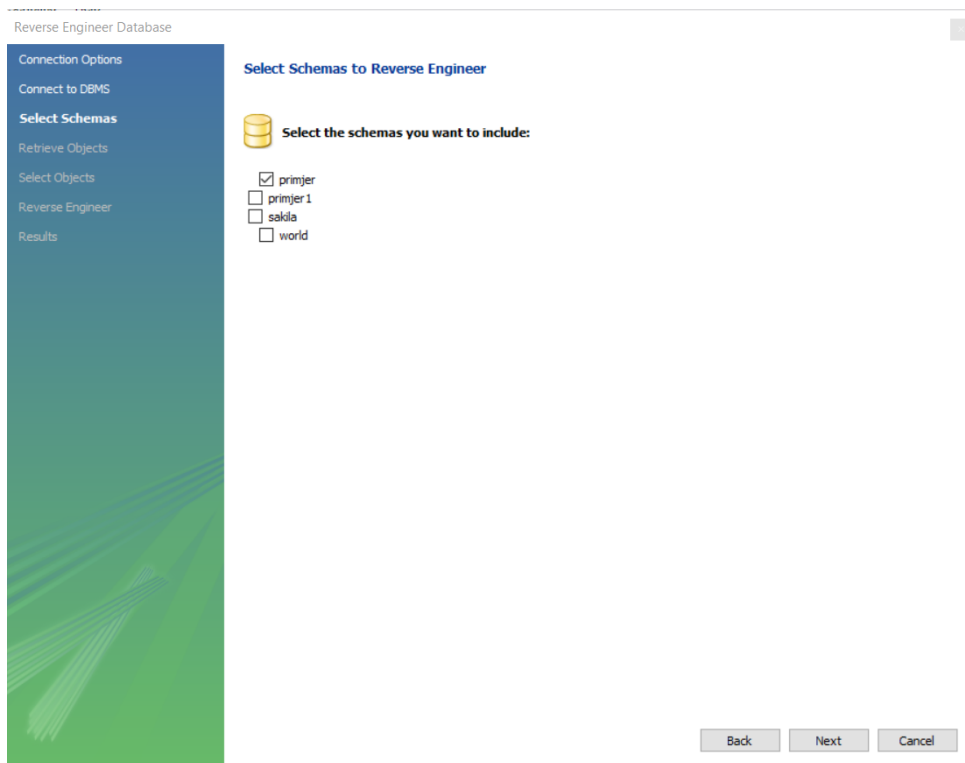 Reverse Engineer Database
Connection Options
Connect to DBMS
Select Schemas
Retrieve Objects
Select Objects
Reverse Engineer
Results
Select Schemas to Reverse Engineer
Select the schemas you want to include:
primjer
primjer1
sakila
world
Back Next Cancel